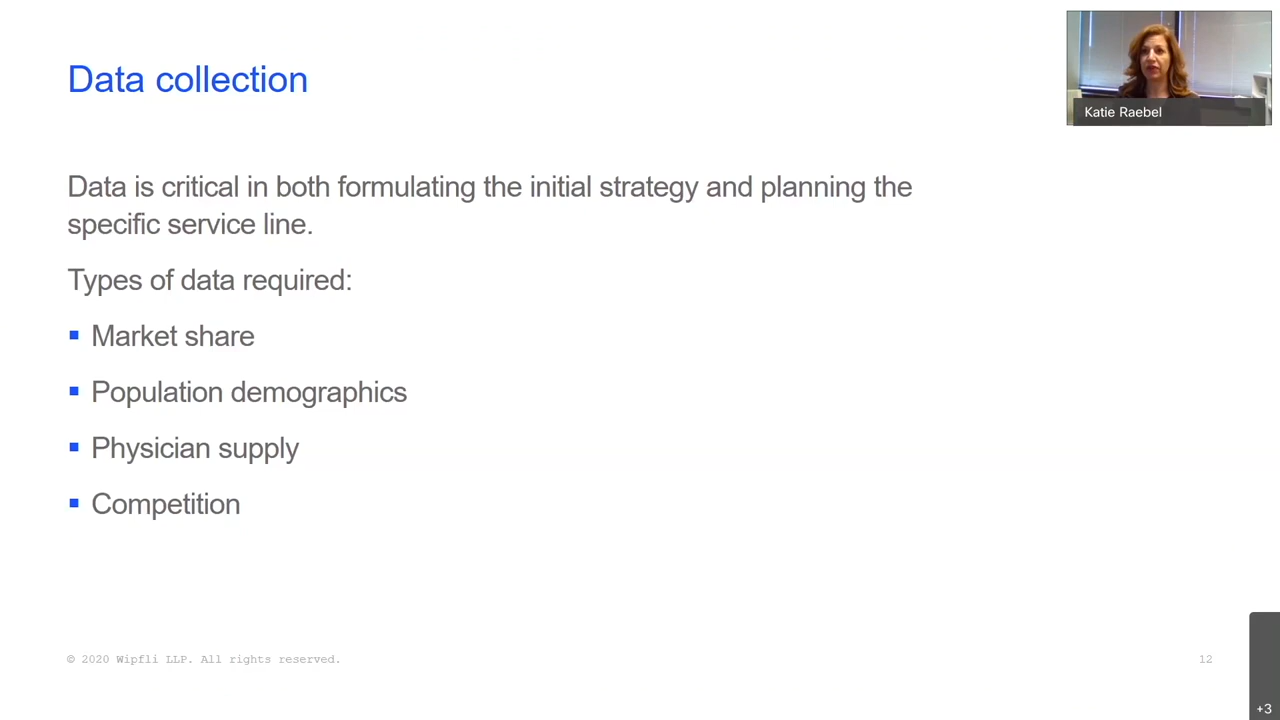 Data collection
Katie Raebel
Data is critical in both formulating the initial strategy and planning the
specific service line.
Types of data required:
▪ Market share
▪ Population demographics
▪ Physician supply
▪ Competition
© 2020 Wipfli LLP. All rights reserved.
12
+3